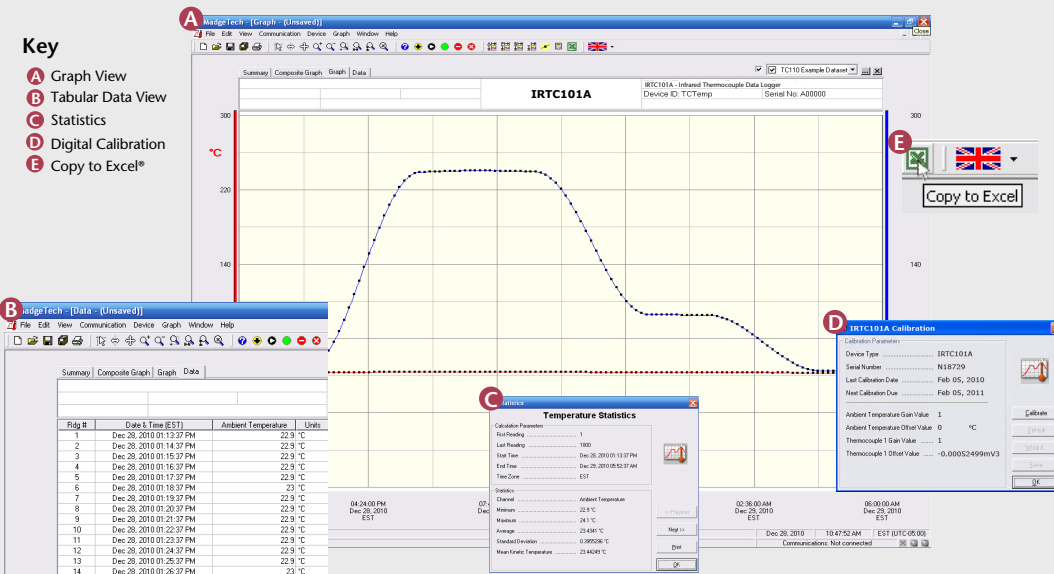 Key
A Graph View
B Tabular Data View
C Statistics
D Digital Calibration
E Copy to Excel®
A
MadgeTech - [Graph - (Unsaved)]
File Edit View Communication Device Graph Window Help
Close
Summary Composite Graph Graph Data
TC110 Example Dataset
IRTC101A
IRTC101A - Infrared Thermocouple Data Logger
Device ID: TCTemp Serial No: A00000
300
°C
220
140
300
140
04:24:00 PM
Dec 28, 2010
EST
02:36:00 AM
Dec 29, 2010
EST
06:00:00 AM
Dec 29, 2010
EST
Dec 28, 2010 10:47:52 AM EST (UTC-05:00)
Communications: Not connected
E
Copy to Excel
B
MadgeTech - [Data - (Unsaved)]
File Edit View Communication Device Graph Window Help
Summary Composite Graph Graph Data
Rdg # Date & Time (EST) Ambient Temperature Units
1 Dec 28, 2010 01:13:37 PM 22.9 °C
2 Dec 28, 2010 01:14:37 PM 22.9 °C
3 Dec 28, 2010 01:15:37 PM 22.9 °C
4 Dec 28, 2010 01:16:37 PM 22.9 °C
5 Dec 28, 2010 01:17:37 PM 22.9 °C
6 Dec 28, 2010 01:18:37 PM 23 °C
7 Dec 28, 2010 01:19:37 PM 22.9 °C
8 Dec 28, 2010 01:20:37 PM 22.9 °C
9 Dec 28, 2010 01:21:37 PM 22.9 °C
10 Dec 28, 2010 01:22:37 PM 22.9 °C
11 Dec 28, 2010 01:23:37 PM 22.9 °C
12 Dec 28, 2010 01:24:37 PM 22.9 °C
13 Dec 28, 2010 01:25:37 PM 22.9 °C
14 Dec 28, 2010 01:26:37 PM 23 °C
C
Statistics
Temperature Statistics
Calculation Parameters
First Reading 1
Last Reading 1000
Start Time Dec 28, 2010 01:13:37 PM
End Time Dec 29, 2010 05:52:37 AM
Time Zone EST
Statistics
Channel Ambient Temperature
Minimum 22.9 °C
Maximum 24.1 °C
Average 23.4341 °C
Standard Deviation 0.3955296 °C
Mean Kinetic Temperature 23.44249 °C
<< Previous
Next >>
Print
OK
D
IRTC101A Calibration
Calibration Parameters
Device Type IRTC101A
Serial Number N18729
Last Calibration Date Feb 05, 2010
Next Calibration Due Feb 05, 2011
Ambient Temperature Gain Value 1
Ambient Temperature Offset Value 0 °C
Thermocouple 1 Gain Value 1
Thermocouple 1 Offset Value -0.00052499mV3
Calibrate
Default
Wizard
Save
OK